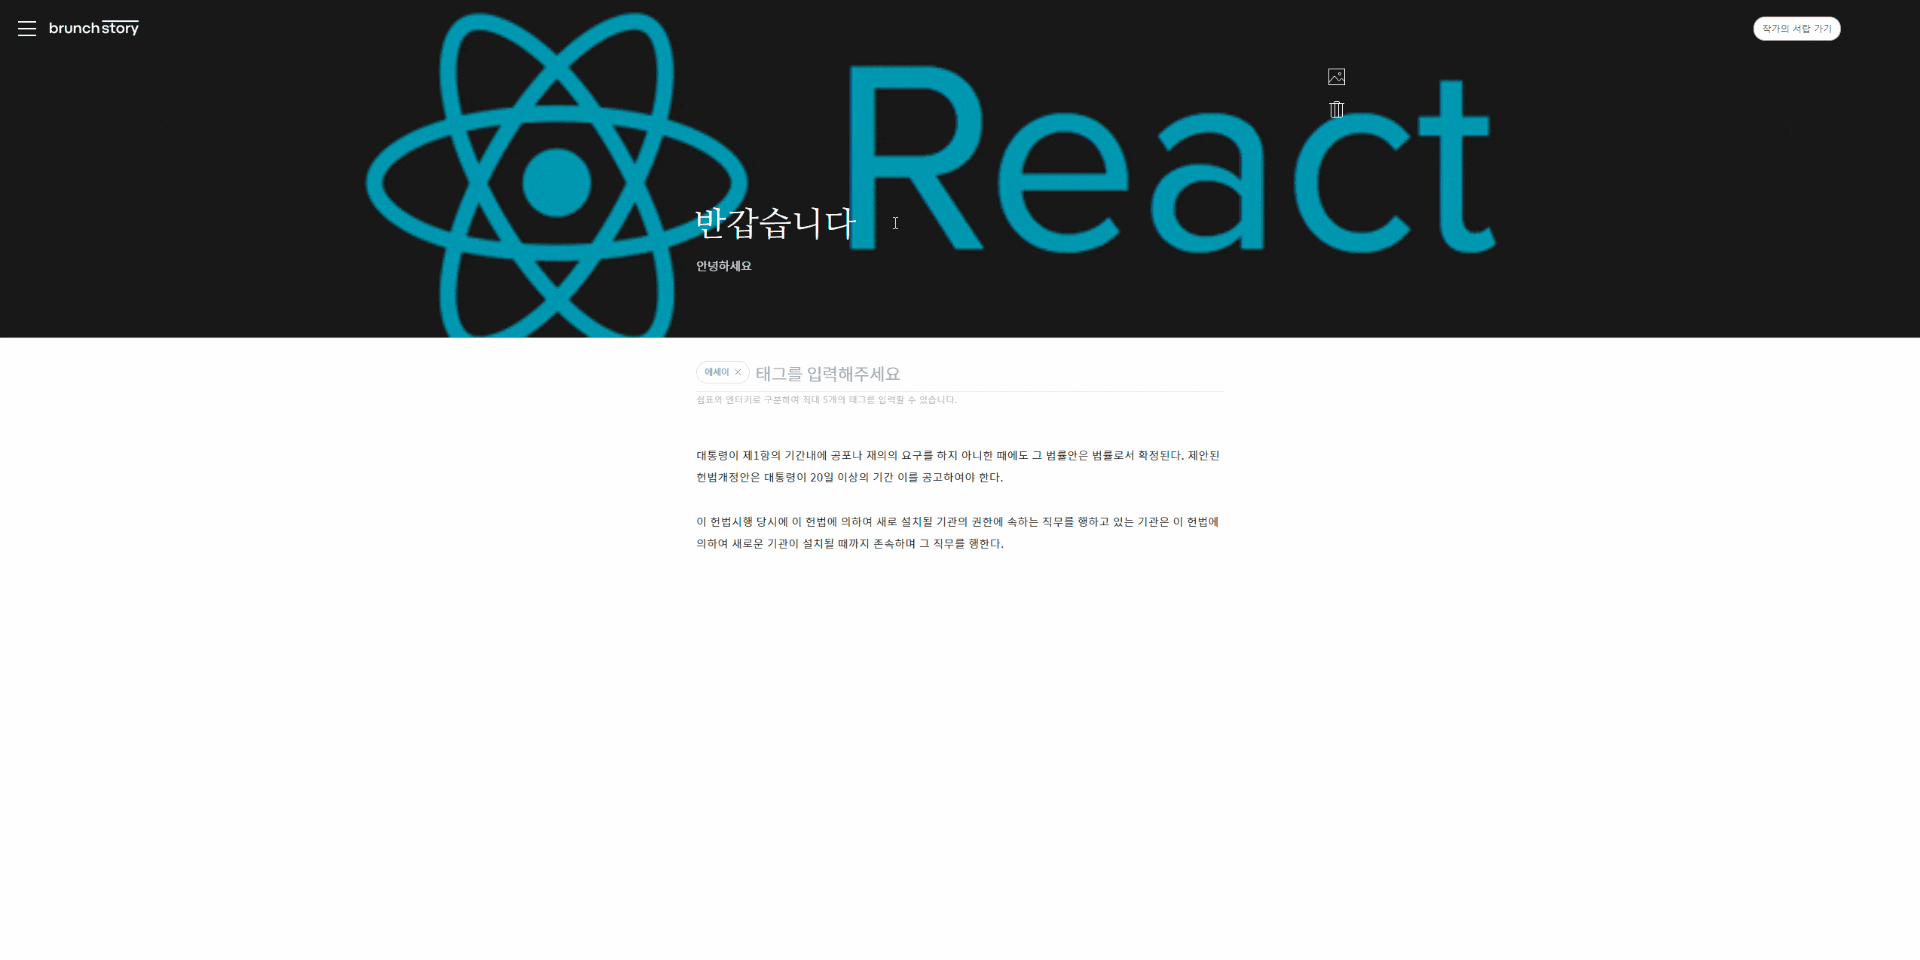 brunch story
작가의 서랍 가기
React
반갑습니다
안녕하세요
에세이 ×
태그를 입력해주세요
쉼표와 엔터키로 구분하여 최대 5개의 태그를 입력할 수 있습니다.
대통령이 제1항의 기간내에 공포나 재의의 요구를 하지 아니한 때에도 그 법률안은 법률로서 확정된다. 제안된
헌법개정안은 대통령이 20일 이상의 기간 이를 공고하여야 한다.
이 헌법시행 당시에 이 헌법에 의하여 새로 설치될 기관의 권한에 속하는 직무를 행하고 있는 기관은 이 헌법에
의하여 새로운 기관이 설치될 때까지 존속하며 그 직무를 행한다.